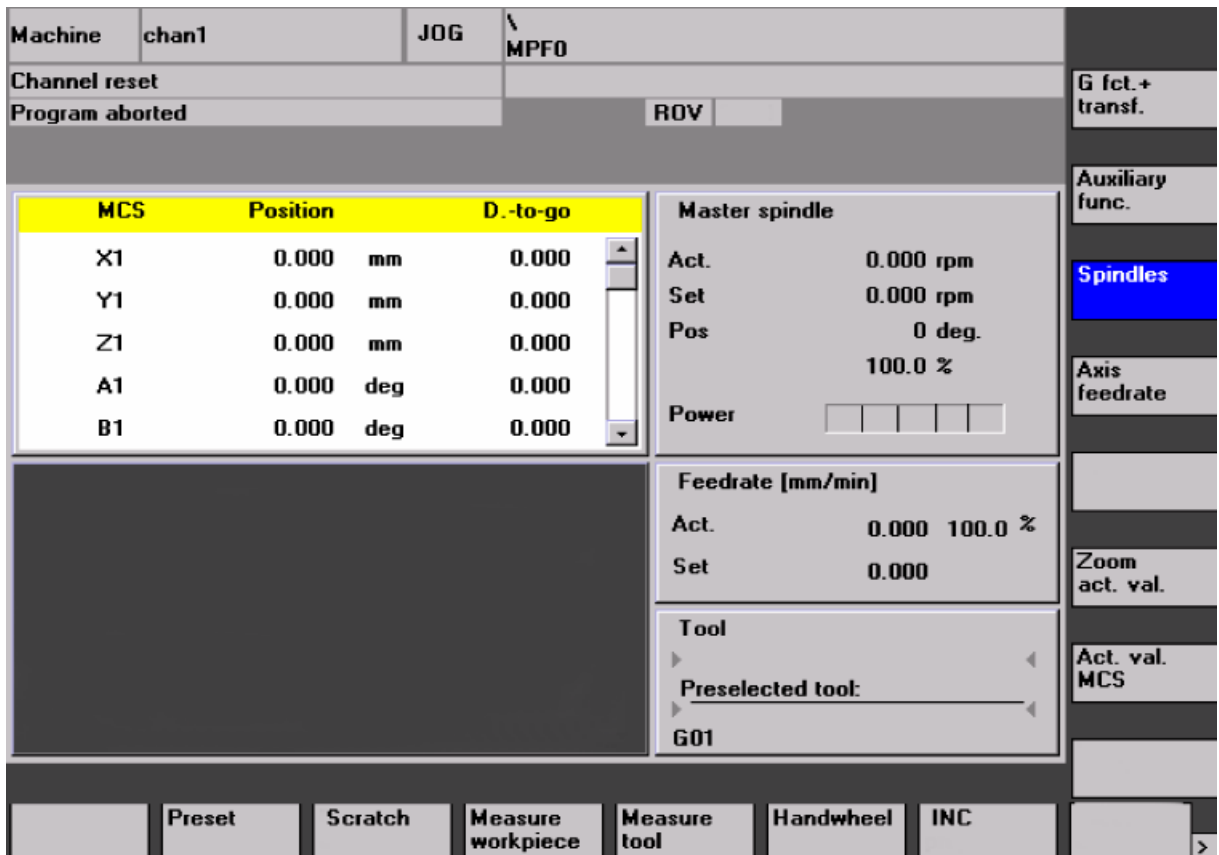 Machine chan1 JOG \
MPF0
Channel reset
Program aborted ROV
MCS Position D.-to-go
X1 0.000 mm 0.000
Y1 0.000 mm 0.000
Z1 0.000 mm 0.000
A1 0.000 deg 0.000
B1 0.000 deg 0.000
Master spindle
Act. 0.000 rpm
Set 0.000 rpm
Pos 0 deg.
100.0 %
Power
Feedrate [mm/min]
Act. 0.000 100.0 %
Set 0.000
Tool
Preselected tool:
G01
G fct.+
transf.
Auxiliary
func.
Spindles
Axis
feedrate
Zoom
act. val.
Act. val.
MCS
Preset
Scratch
Measure
workpiece
Measure
tool
Handwheel
INC
>